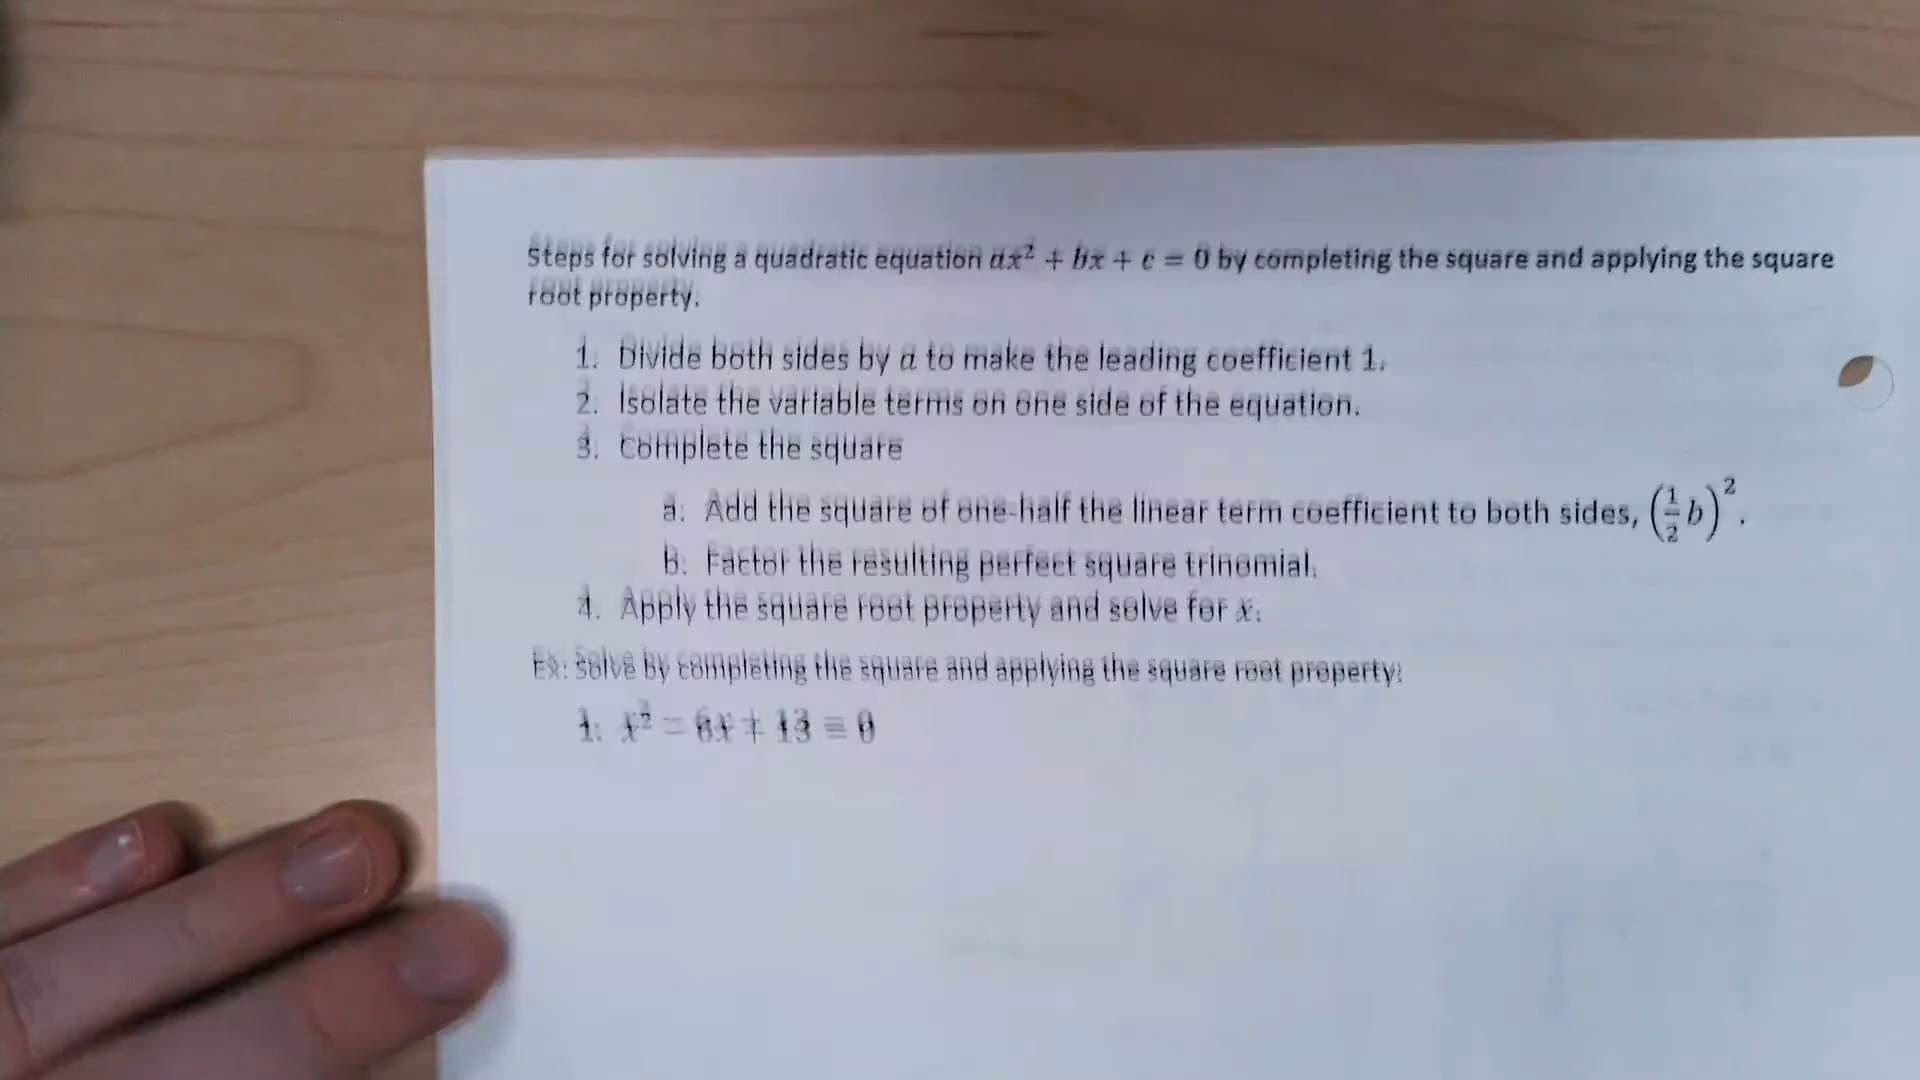 Steps for solving a quadratic equation ax² + bx + c = 0 by completing the square and applying the square
root property.
1. Divide both sides by a to make the leading coefficient 1.
2. Isolate the variable terms on one side of the equation.
3. Complete the square
a. Add the square of one-half the linear term coefficient to both sides, (1/2 b)².
b. Factor the resulting perfect square trinomial.
4. Apply the square root property and solve for x.
Ex: Solve by completing the square and applying the square root property:
1. x² − 6x + 13 = 0